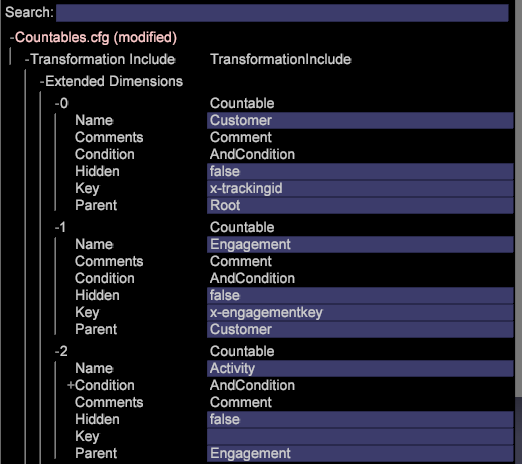 Search:
-Countables.cfg (modified)
-Transformation Include TransformationInclude
-Extended Dimensions
-0 Countable
Name Customer
Comments Comment
Condition AndCondition
Hidden false
Key x-trackingid
Parent Root
-1 Countable
Name Engagement
Comments Comment
Condition AndCondition
Hidden false
Key x-engagementkey
Parent Customer
-2 Countable
Name Activity
+Condition AndCondition
Comments Comment
Hidden false
Key
Parent Engagement